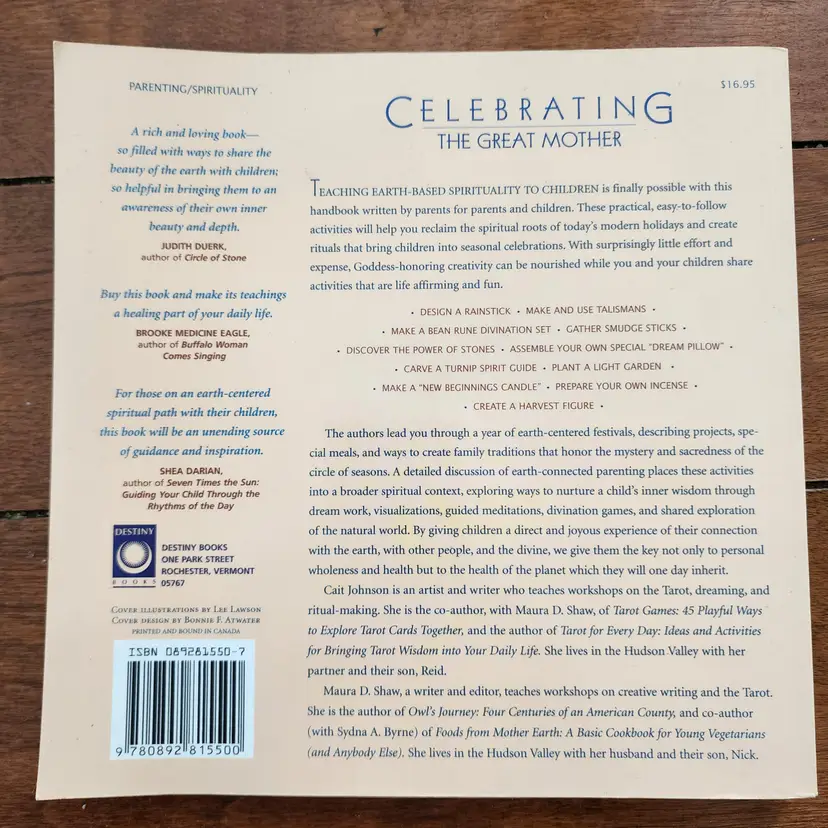 PARENTING/SPIRITUALITY
A rich and loving book—
so filled with ways to share the
beauty of the earth with children;
so helpful in bringing them to an
awareness of their own inner
beauty and depth.
JUDITH DUERK,
author of Circle of Stone
Buy this book and make its teachings
a healing part of your daily life.
BROOKE MEDICINE EAGLE,
author of Buffalo Woman
Comes Singing
For those on an earth-centered
spiritual path with their children,
this book will be an unending source
of guidance and inspiration.
SHEA DARIAN,
author of Seven Times the Sun:
Guiding Your Child Through the
Rhythms of the Day
DESTINY
BOOKS
DESTINY BOOKS
ONE PARK STREET
ROCHESTER, VERMONT
05767
COVER ILLUSTRATIONS BY LEE LAWSON
COVER DESIGN BY BONNIE F. ATWATER
PRINTED AND BOUND IN CANADA
ISBN 089281550-7
9 780892 815500
$16.95
CELEBRATING
THE GREAT MOTHER
TEACHING EARTH-BASED SPIRITUALITY TO CHILDREN is finally possible with this
handbook written by parents for parents and children. These practical, easy-to-follow
activities will help you reclaim the spiritual roots of today's modern holidays and create
rituals that bring children into seasonal celebrations. With surprisingly little effort and
expense, Goddess-honoring creativity can be nourished while you and your children share
activities that are life affirming and fun.
• DESIGN A RAINSTICK • MAKE AND USE TALISMANS •
• MAKE A BEAN RUNE DIVINATION SET • GATHER SMUDGE STICKS •
• DISCOVER THE POWER OF STONES • ASSEMBLE YOUR OWN SPECIAL "DREAM PILLOW" •
• CARVE A TURNIP SPIRIT GUIDE • PLANT A LIGHT GARDEN •
• MAKE A "NEW BEGINNINGS CANDLE" • PREPARE YOUR OWN INCENSE •
• CREATE A HARVEST FIGURE •
The authors lead you through a year of earth-centered festivals, describing projects, spe-
cial meals, and ways to create family traditions that honor the mystery and sacredness of the
circle of seasons. A detailed discussion of earth-connected parenting places these activities
into a broader spiritual context, exploring ways to nurture a child's inner wisdom through
dream work, visualizations, guided meditations, divination games, and shared exploration
of the natural world. By giving children a direct and joyous experience of their connection
with the earth, with other people, and the divine, we give them the key not only to personal
wholeness and health but to the health of the planet which they will one day inherit.
Cait Johnson is an artist and writer who teaches workshops on the Tarot, dreaming, and
ritual-making. She is the co-author, with Maura D. Shaw, of Tarot Games: 45 Playful Ways
to Explore Tarot Cards Together, and the author of Tarot for Every Day: Ideas and Activities
for Bringing Tarot Wisdom into Your Daily Life. She lives in the Hudson Valley with her
partner and their son, Reid.
Maura D. Shaw, a writer and editor, teaches workshops on creative writing and the Tarot.
She is the author of Owl's Journey: Four Centuries of an American County, and co-author
(with Sydna A. Byrne) of Foods from Mother Earth: A Basic Cookbook for Young Vegetarians
(and Anybody Else). She lives in the Hudson Valley with her husband and their son, Nick.